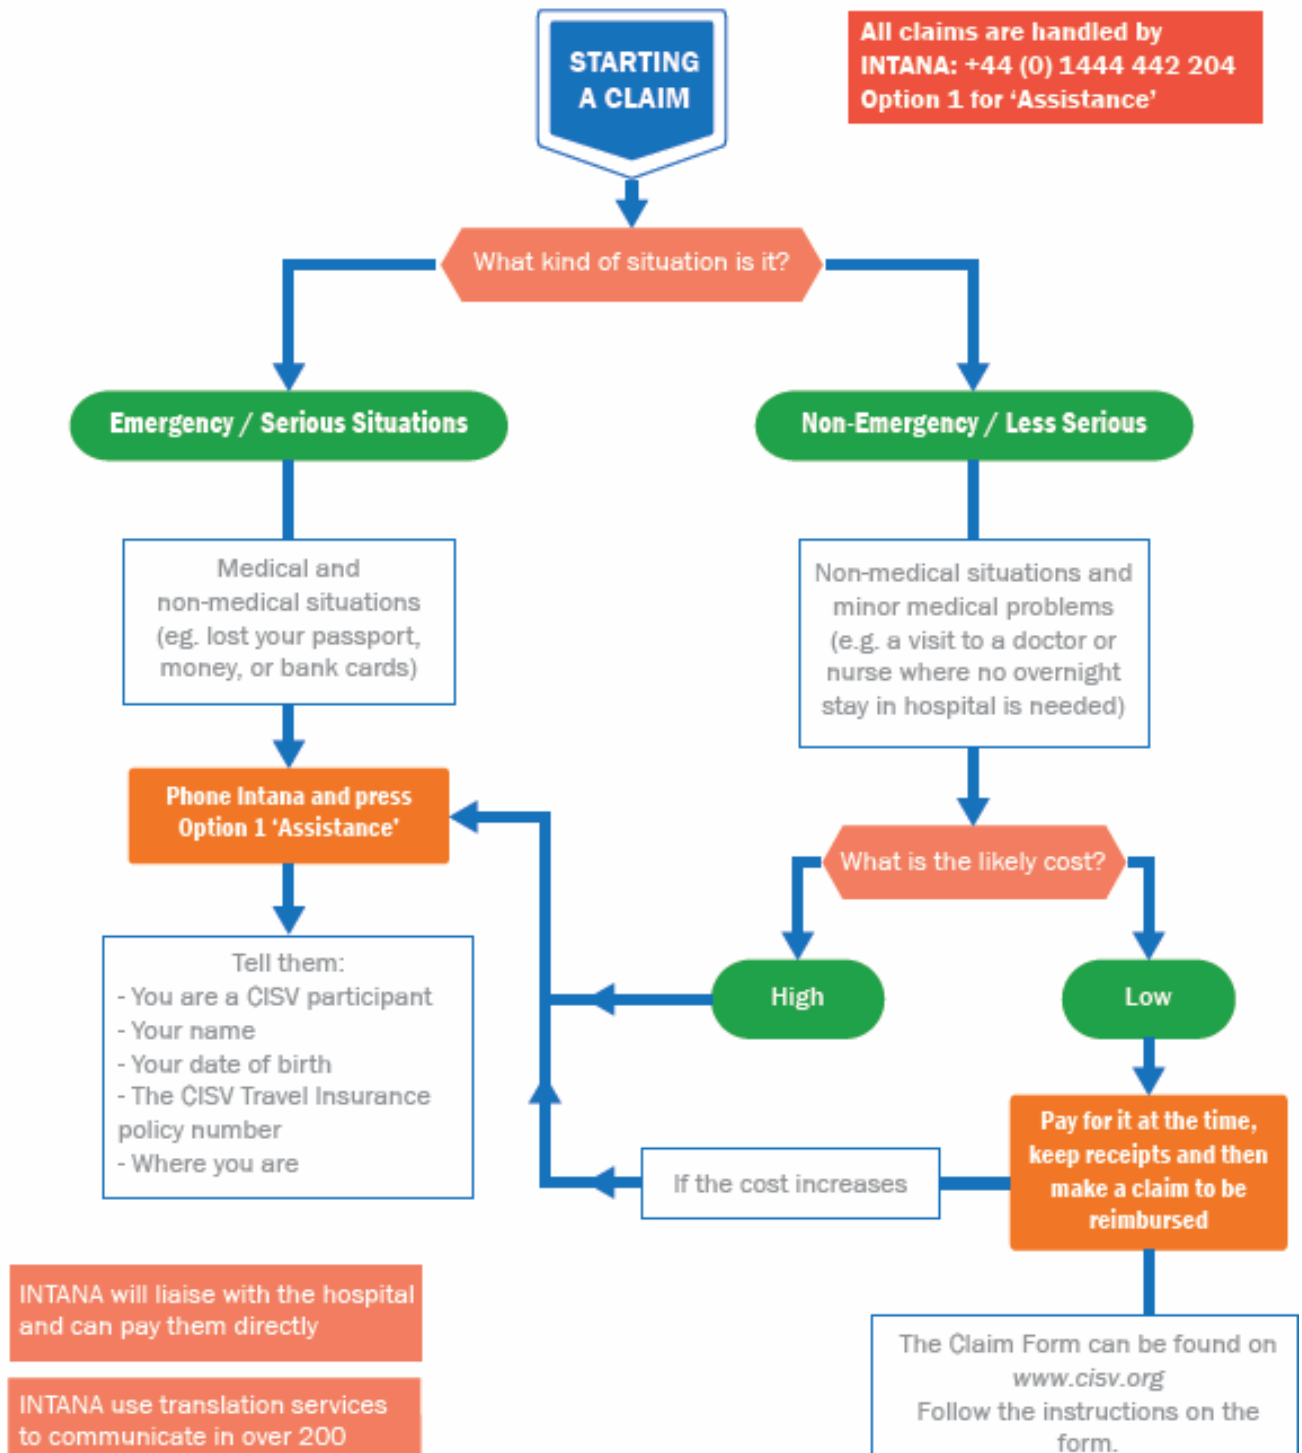 STARTING
A CLAIM
All claims are handled by
INTANA: +44 (0) 1444 442 204
Option 1 for ‘Assistance’
What kind of situation is it?
Emergency / Serious Situations
Non-Emergency / Less Serious
Medical and
non-medical situations
(eg. lost your passport,
money, or bank cards)
Non-medical situations and
minor medical problems
(e.g. a visit to a doctor or
nurse where no overnight
stay in hospital is needed)
Phone Intana and press
Option 1 ‘Assistance’
What is the likely cost?
Tell them:
- You are a CISV participant
- Your name
- Your date of birth
- The CISV Travel Insurance
policy number
- Where you are
High
Low
Pay for it at the time,
keep receipts and then
make a claim to be
reimbursed
If the cost increases
INTANA will liaise with the hospital
and can pay them directly
The Claim Form can be found on
www.cisv.org
Follow the instructions on the
form.
INTANA use translation services
to communicate in over 200